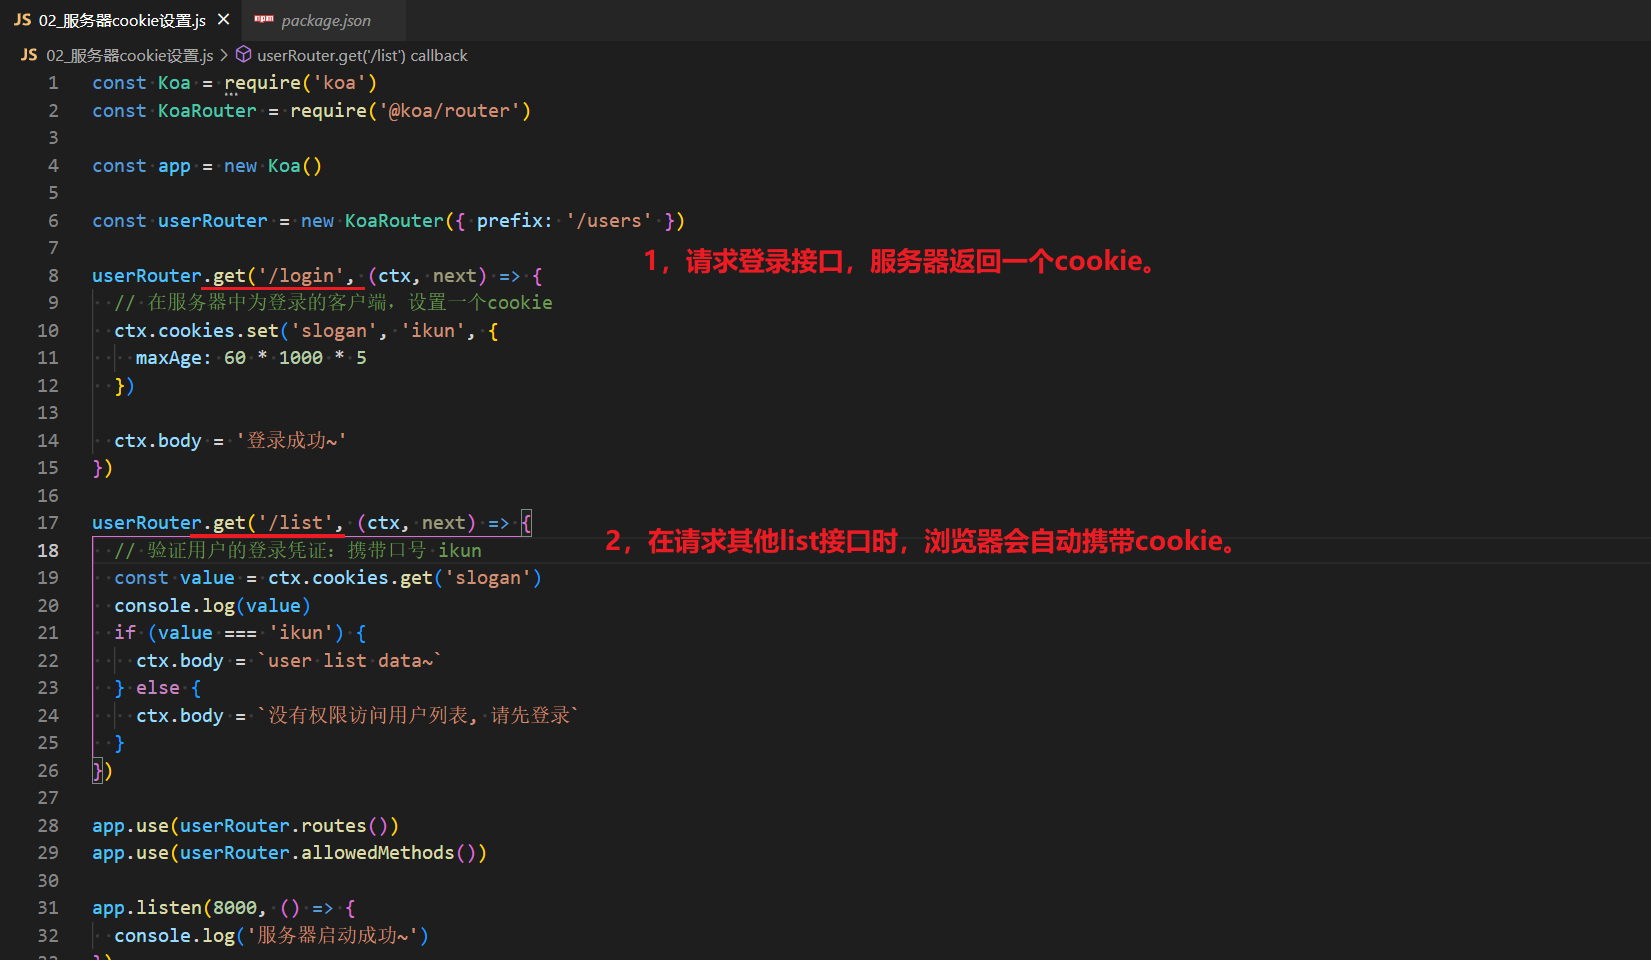 JS 02_服务器cookie设置.js × npm package.json
JS 02_服务器cookie设置.js > userRouter.get('/list') callback
1 const Koa = require('koa')
2 const KoaRouter = require('@koa/router')
3
4 const app = new Koa()
5
6 const userRouter = new KoaRouter({ prefix: '/users' })
7
1，请求登录接口，服务器返回一个cookie。
8 userRouter.get('/login', (ctx, next) => {
9   // 在服务器中为登录的客户端，设置一个cookie
10   ctx.cookies.set('slogan', 'ikun', {
11     maxAge: 60 * 1000 * 5
12   })
13
14   ctx.body = '登录成功~'
15 })
16
17 userRouter.get('/list', (ctx, next) => {
2，在请求其他list接口时，浏览器会自动携带cookie。
18   // 验证用户的登录凭证：携带口号 ikun
19   const value = ctx.cookies.get('slogan')
20   console.log(value)
21   if (value === 'ikun') {
22     ctx.body = `user list data~`
23   } else {
24     ctx.body = `没有权限访问用户列表, 请先登录`
25   }
26 })
27
28 app.use(userRouter.routes())
29 app.use(userRouter.allowedMethods())
30
31 app.listen(8000, () => {
32   console.log('服务器启动成功~')
33 })